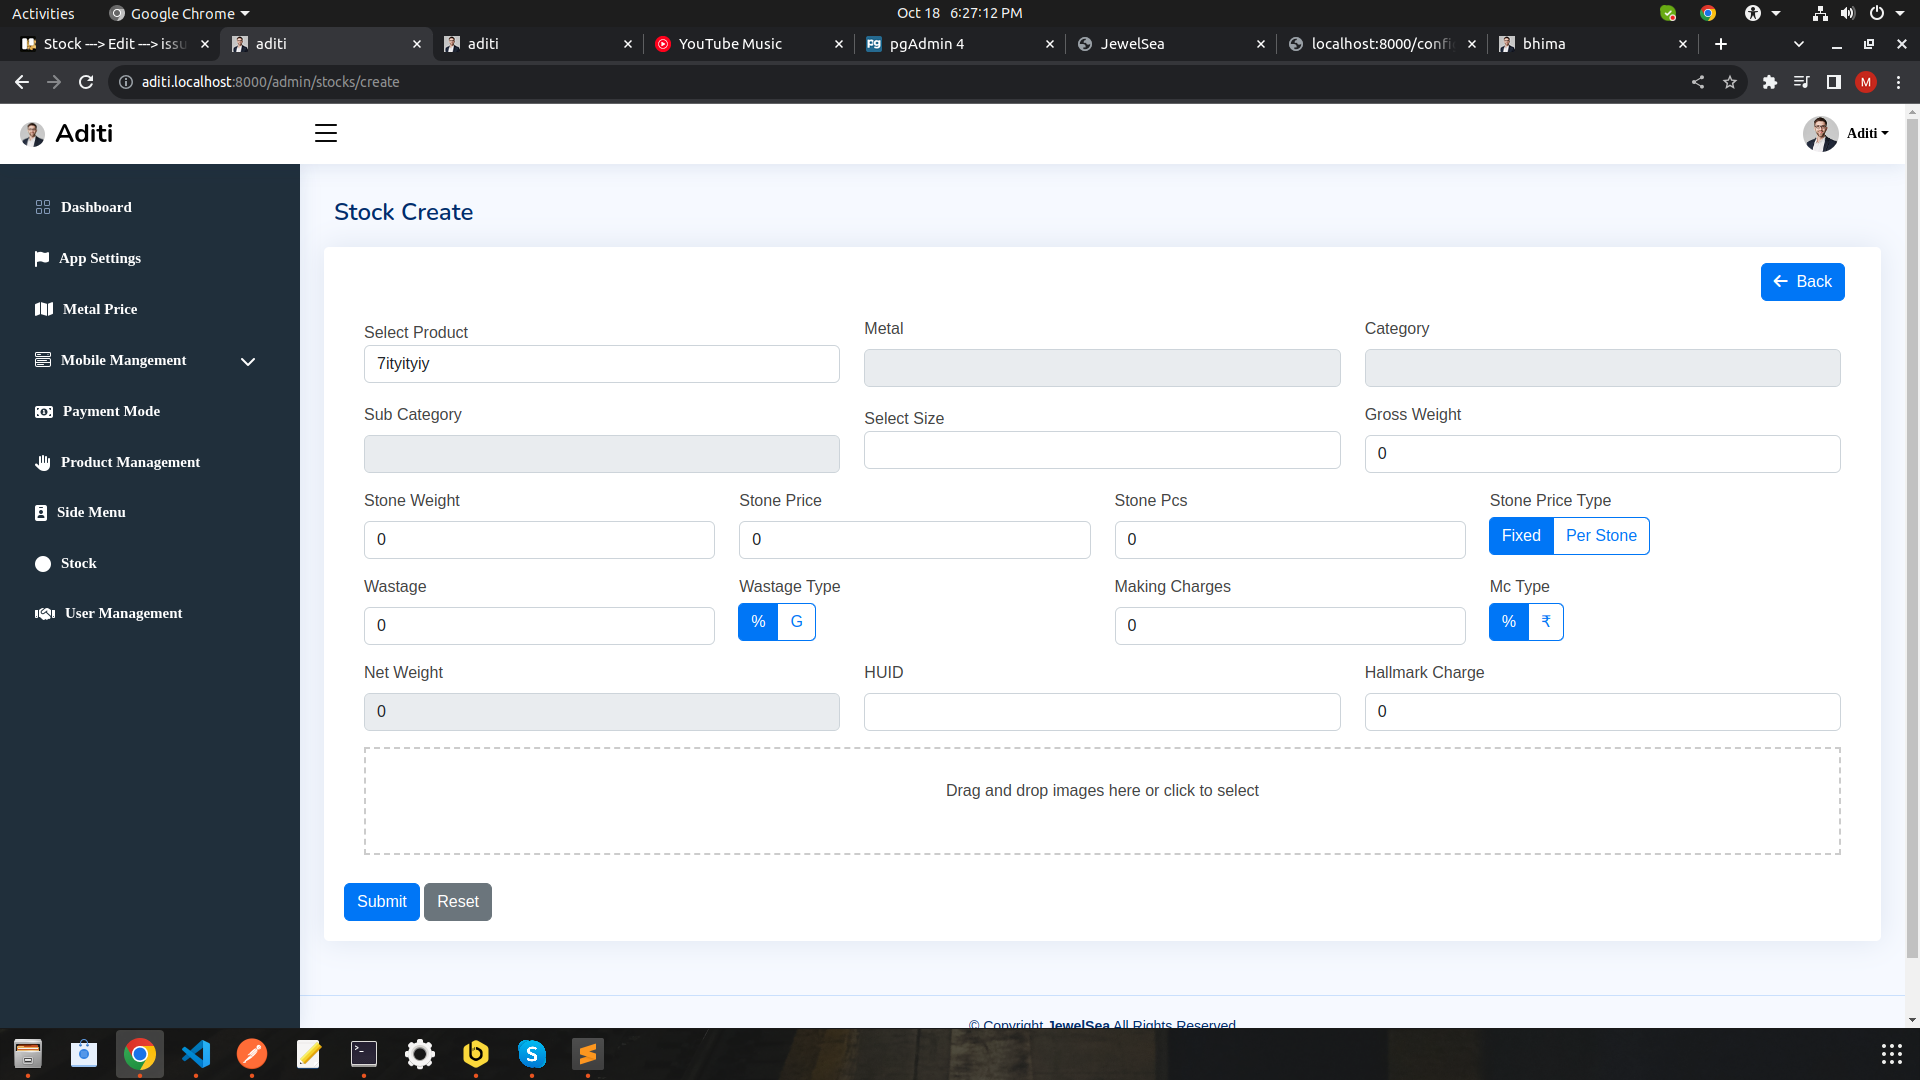 Activities
Google Chrome
Oct 18 6:27:12 PM
Stock ---> Edit ---> issu
aditi
aditi
YouTube Music
pgAdmin 4
JewelSea
localhost:8000/confi
bhima
aditi.localhost:8000/admin/stocks/create
M
Aditi
Aditi
Dashboard
App Settings
Metal Price
Mobile Mangement
Payment Mode
Product Management
Side Menu
Stock
User Management
Stock Create
Back
Select Product
Metal
Category
7ityityiy
Sub Category
Select Size
Gross Weight
0
Stone Weight
Stone Price
Stone Pcs
Stone Price Type
0
0
0
Fixed
Per Stone
Wastage
Wastage Type
Making Charges
Mc Type
0
%
G
0
%
₹
Net Weight
HUID
Hallmark Charge
0
0
Drag and drop images here or click to select
Submit
Reset
© Copyright JewelSea All Rights Reserved